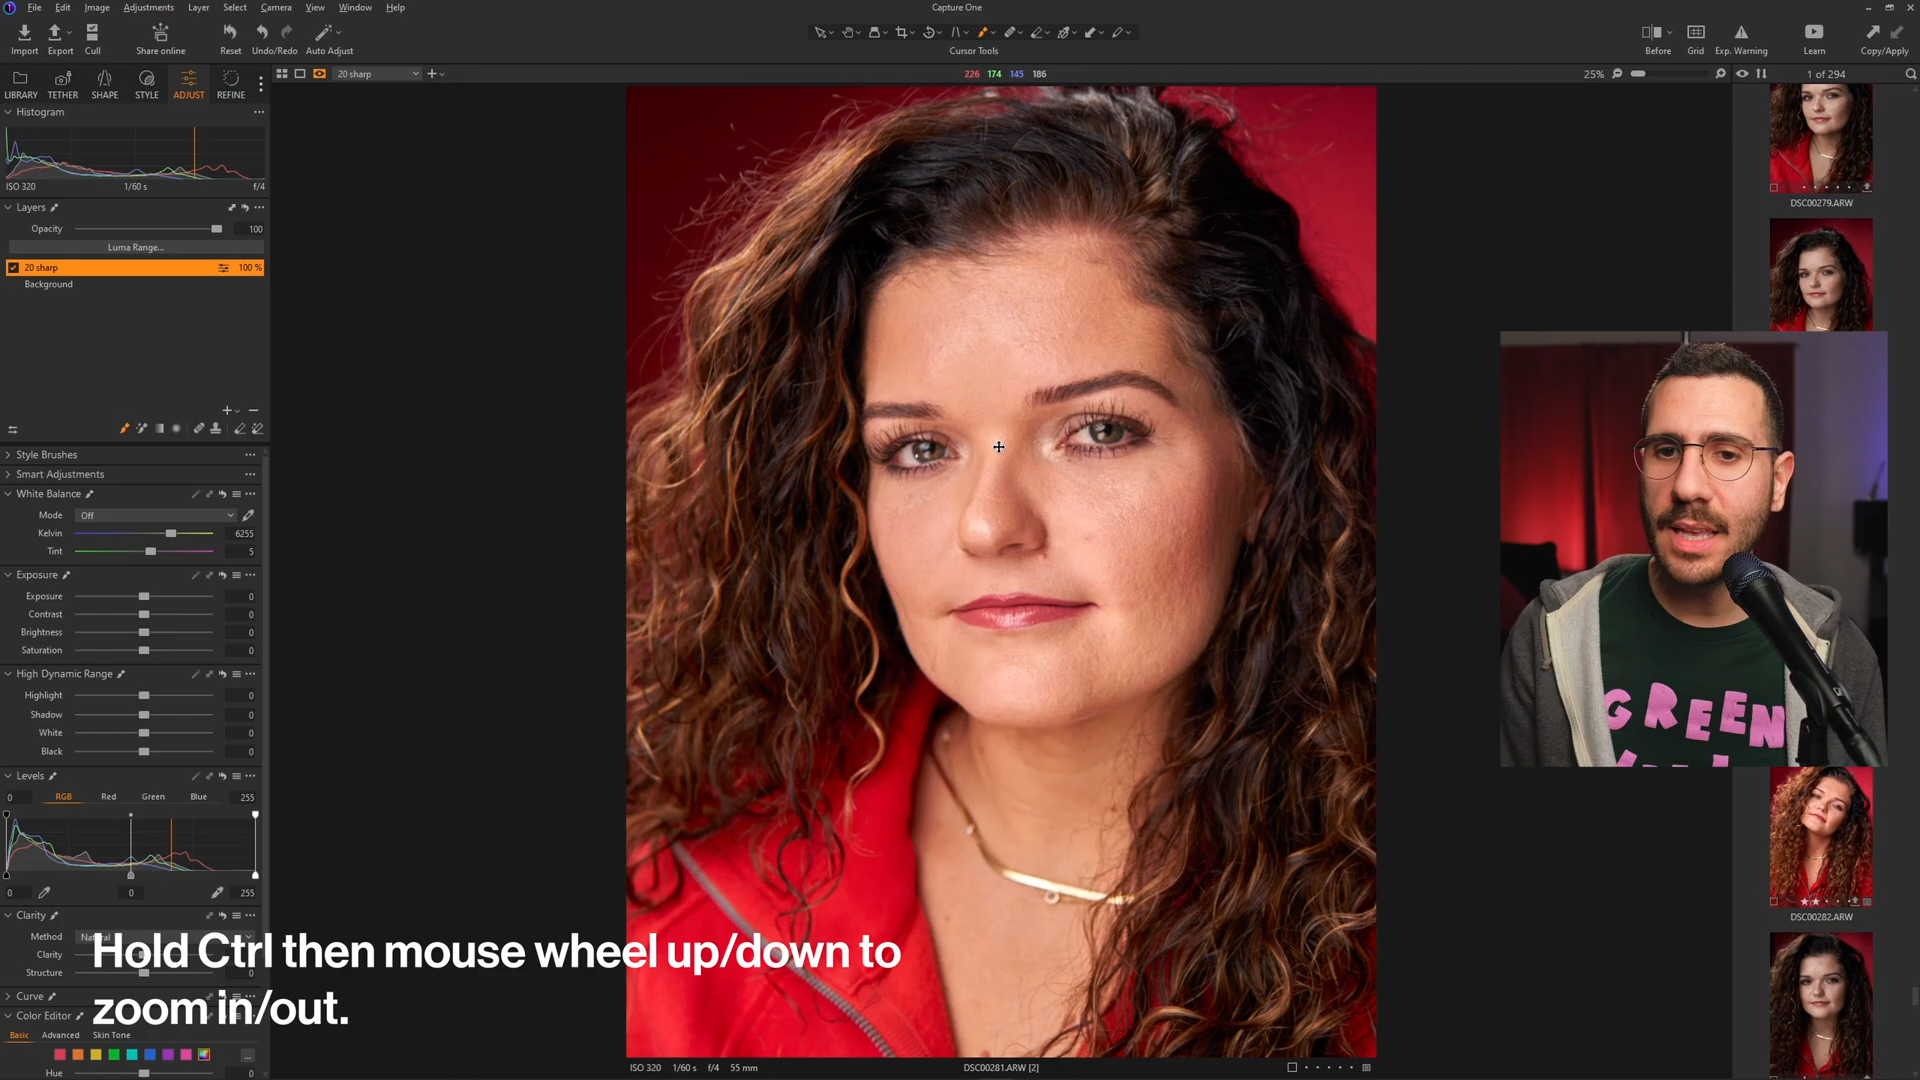 File Edit Image Adjustments Layer Select Camera View Window Help
Capture One
Import Export Cull Share online Reset Undo/Redo Auto Adjust
Cursor Tools
Before Grid Exp. Warning Learn Copy/Apply
LIBRARY TETHER SHAPE STYLE ADJUST REFINE
20 sharp
226 174 145 186
25%
1 of 294
Histogram
ISO 320 1/60 s f/4
Layers
Opacity 100
Luma Range...
20 sharp 100 %
Background
Style Brushes
Smart Adjustments
White Balance
Mode Off
Kelvin 6255
Tint 5
Exposure
Exposure 0
Contrast 0
Brightness 0
Saturation 0
High Dynamic Range
Highlight 0
Shadow 0
White 0
Black 0
Levels
0 RGB Red Green Blue 255
0 0 255
Clarity
Method
Clarity
Structure
Curve
Color Editor
Basic Advanced Skin Tone
...
Hue 0
Hold Ctrl then mouse wheel up/down to
zoom in/out.
ISO 320 1/60 s f/4 55 mm
DSC00281.ARW [2]
DSC00279.ARW
GREEN
DSC00282.ARW